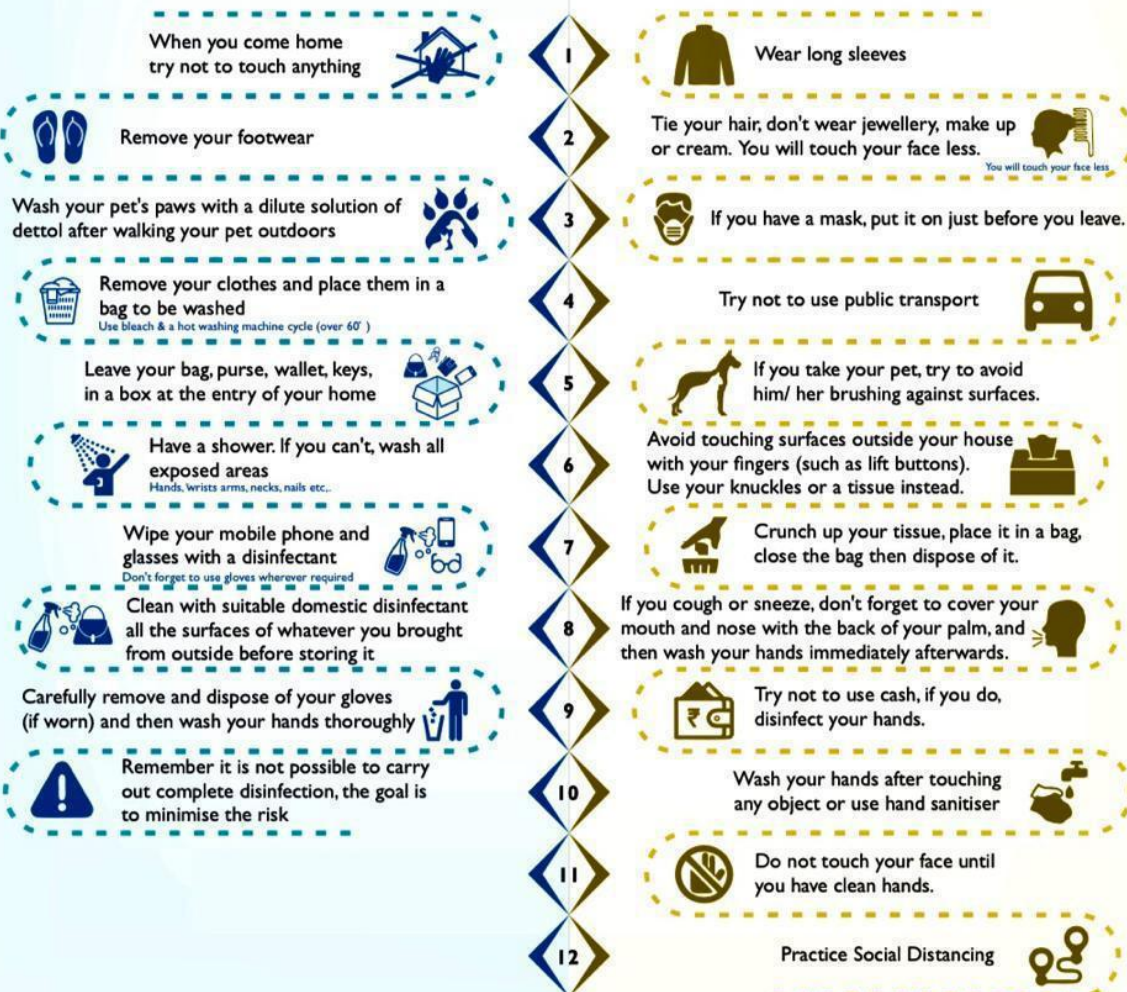 When you come home
try not to touch anything
1
Wear long sleeves
Remove your footwear
2
Tie your hair, don't wear jewellery, make up
or cream. You will touch your face less.
You will touch your face less
Wash your pet's paws with a dilute solution of
dettol after walking your pet outdoors
3
If you have a mask, put it on just before you leave.
Remove your clothes and place them in a
bag to be washed
Use bleach & a hot washing machine cycle (over 60° )
4
Try not to use public transport
Leave your bag, purse, wallet, keys,
in a box at the entry of your home
5
If you take your pet, try to avoid
him/ her brushing against surfaces.
Have a shower. If you can't, wash all
exposed areas
Hands, wrists arms, necks, nails etc,.
6
Avoid touching surfaces outside your house
with your fingers (such as lift buttons).
Use your knuckles or a tissue instead.
Wipe your mobile phone and
glasses with a disinfectant
Don't forget to use gloves wherever required
7
Crunch up your tissue, place it in a bag,
close the bag then dispose of it.
Clean with suitable domestic disinfectant
all the surfaces of whatever you brought
from outside before storing it
8
If you cough or sneeze, don't forget to cover your
mouth and nose with the back of your palm, and
then wash your hands immediately afterwards.
Carefully remove and dispose of your gloves
(if worn) and then wash your hands thoroughly
9
₹
Try not to use cash, if you do,
disinfect your hands.
Remember it is not possible to carry
out complete disinfection, the goal is
to minimise the risk
10
Wash your hands after touching
any object or use hand sanitiser
11
Do not touch your face until
you have clean hands.
12
Practice Social Distancing